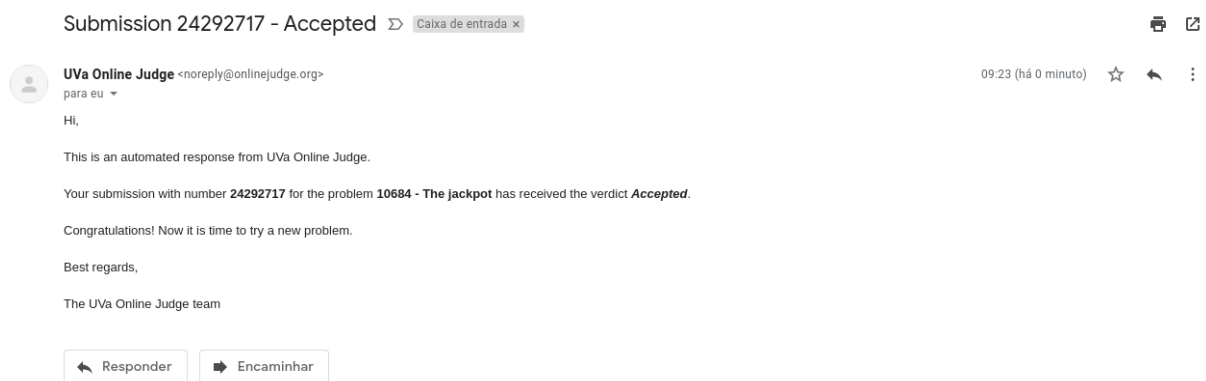 Submission 24292717 - Accepted Caixa de entrada ×
UVa Online Judge <noreply@onlinejudge.org> 09:23 (há 0 minuto)
para eu
Hi,
This is an automated response from UVa Online Judge.
Your submission with number 24292717 for the problem 10684 - The jackpot has received the verdict Accepted.
Congratulations! Now it is time to try a new problem.
Best regards,
The UVa Online Judge team
Responder Encaminhar